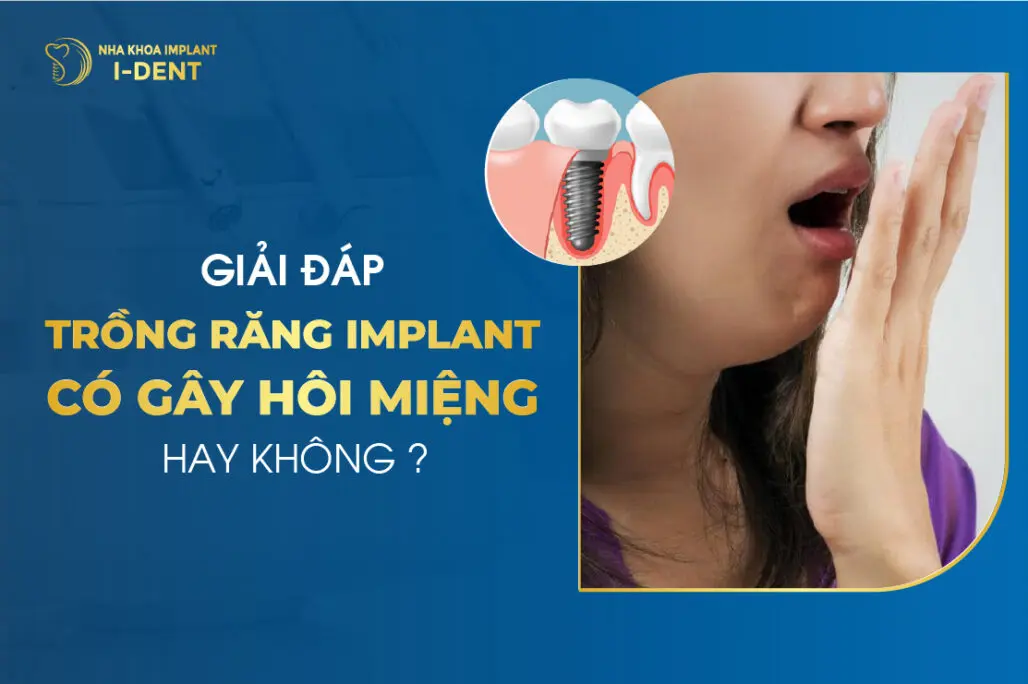 NHA KHOA IMPLANT
I-DENT
GIẢI ĐÁP
TRỒNG RĂNG IMPLANT
CÓ GÂY HÔI MIỆNG
HAY KHÔNG ?